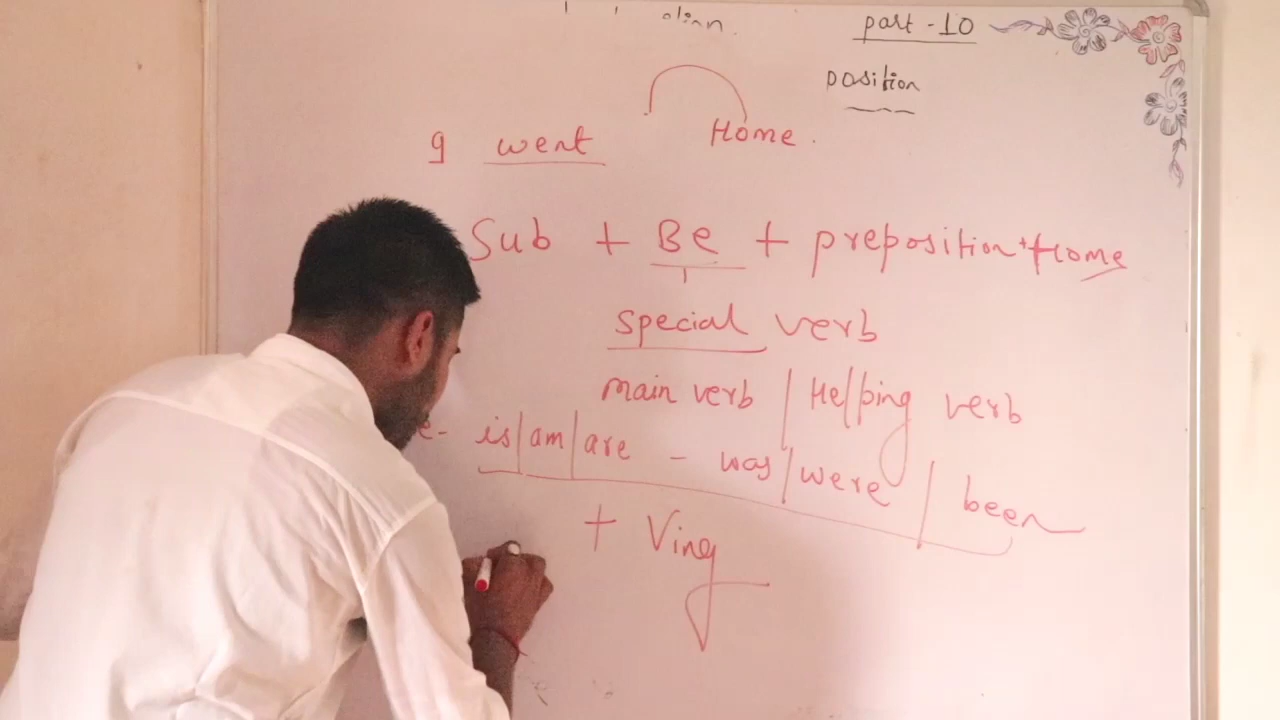 part - 10
position
I went Home.
Sub + Be + preposition + Home
special verb
main verb / Helping verb
is/am/are - was/were / been
+ Ving